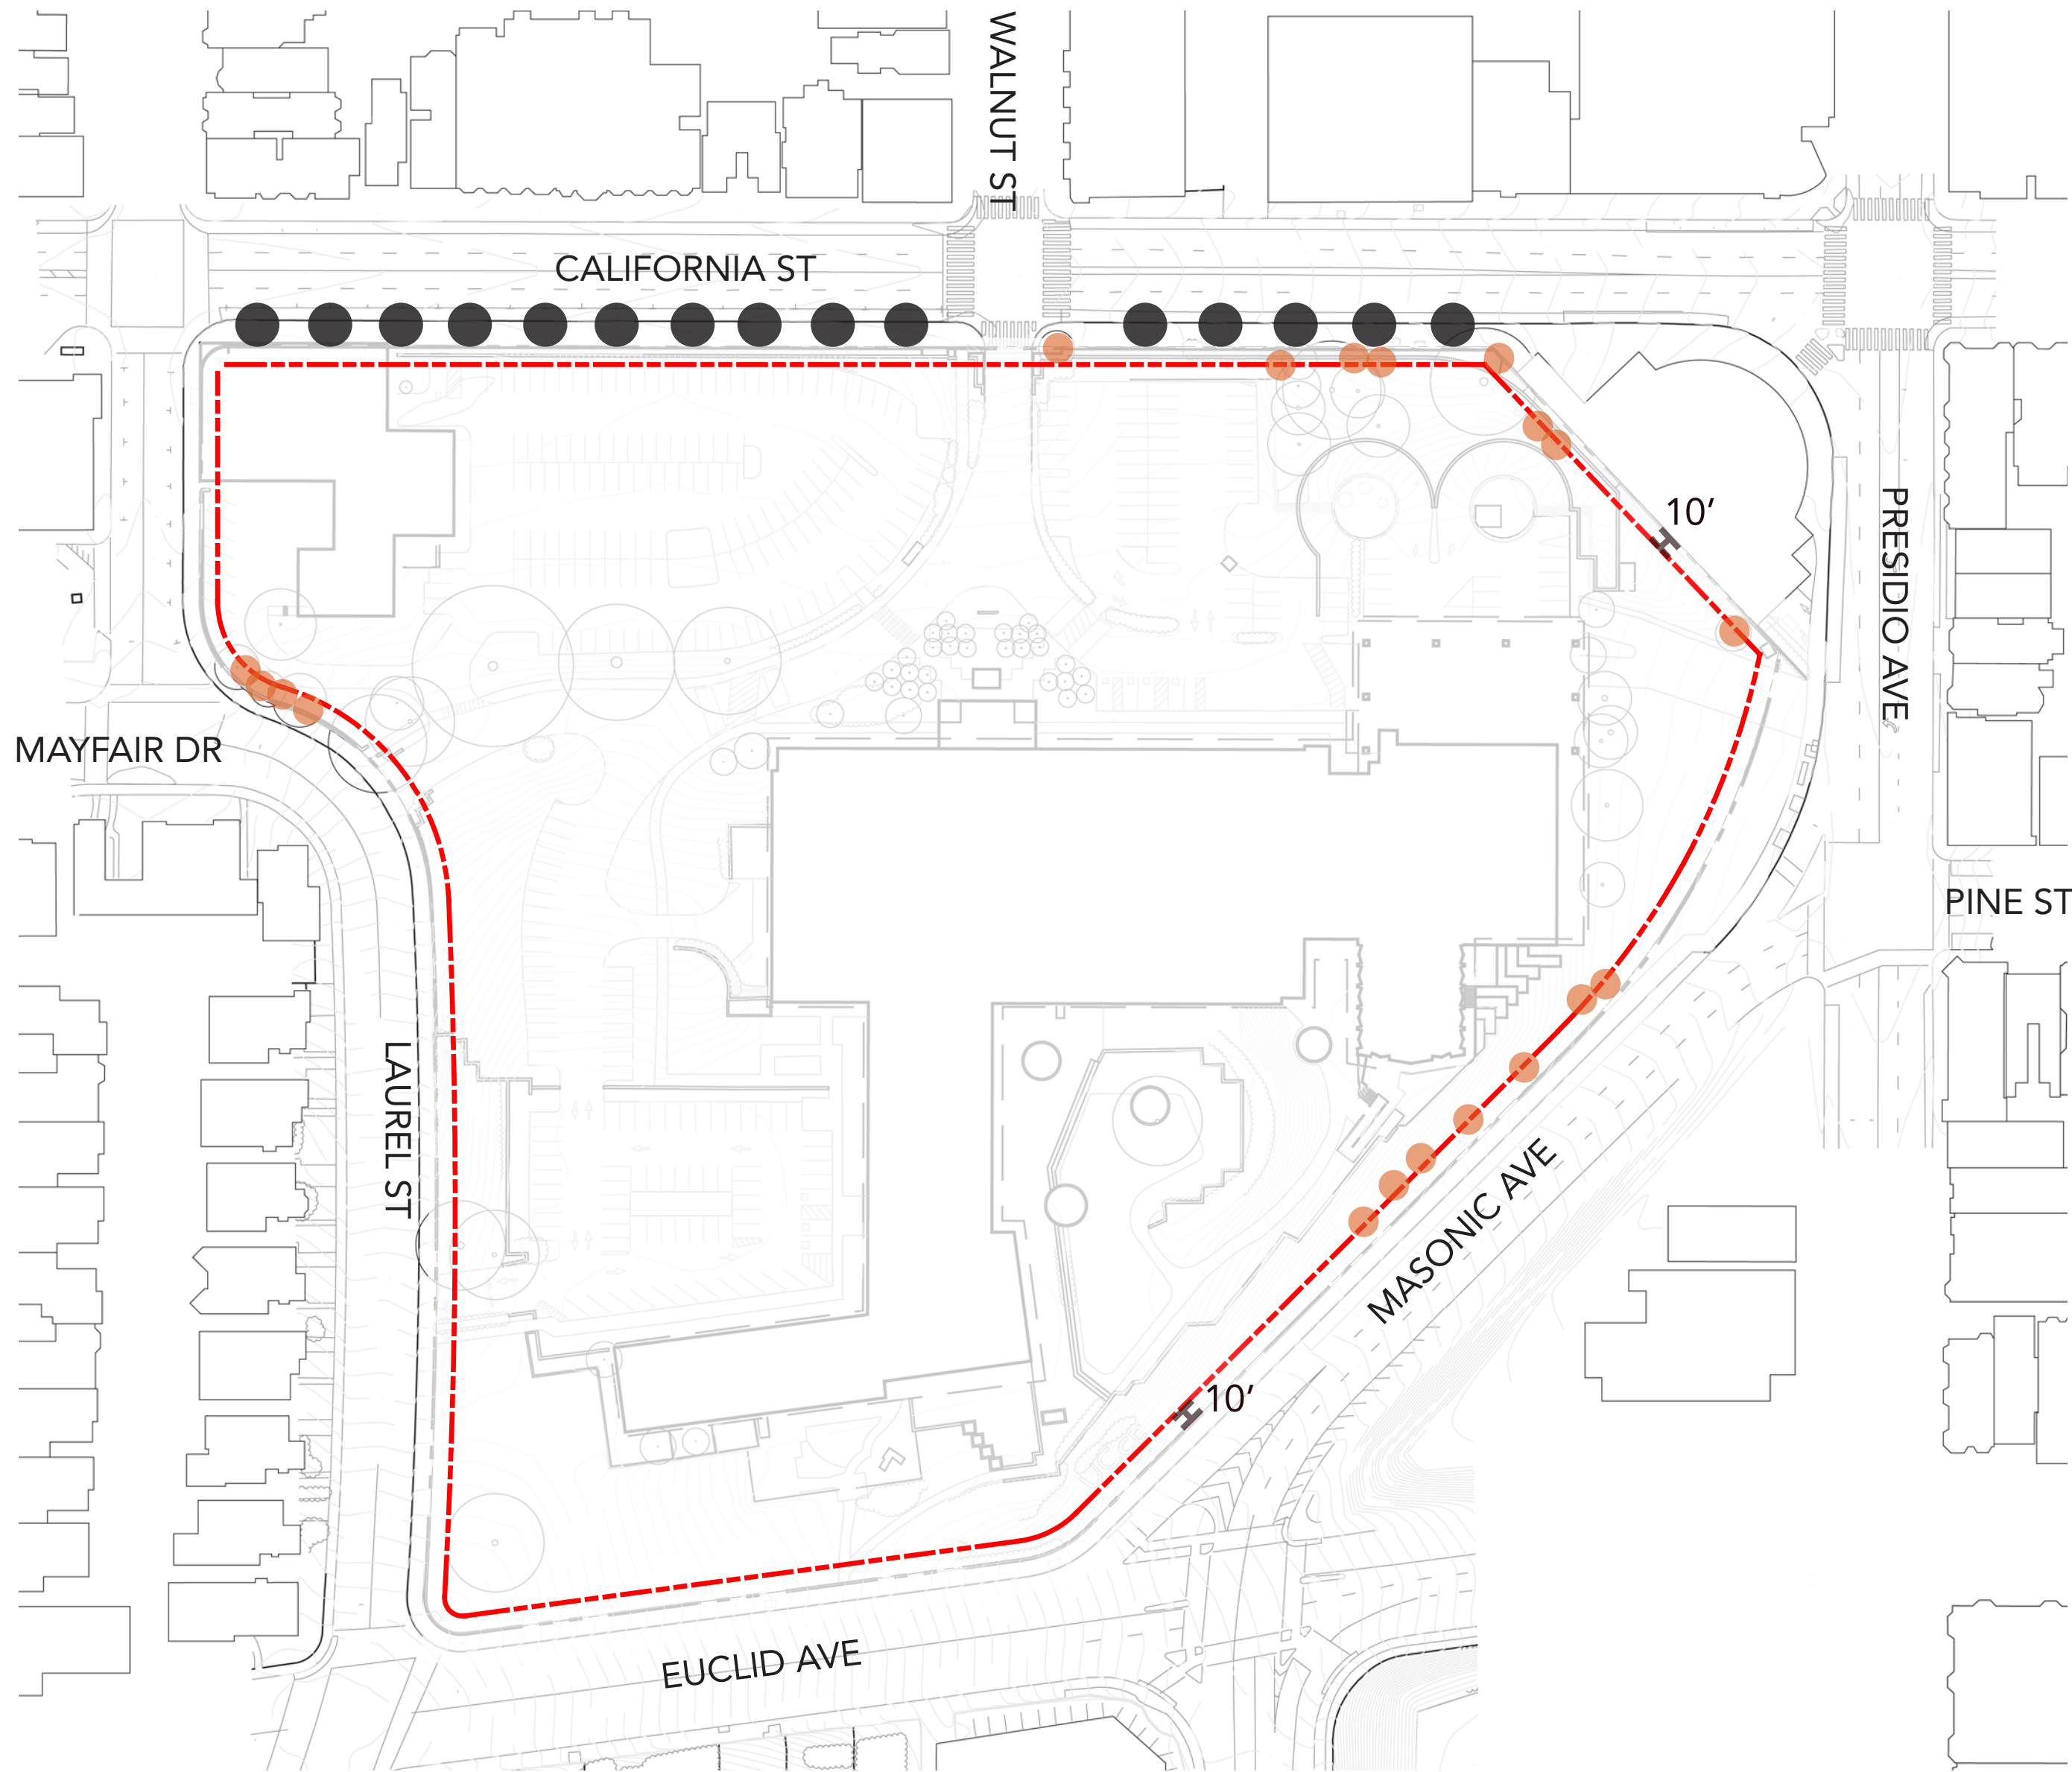 WALNUT ST
CALIFORNIA ST
10’
PRESIDIO AVE
MAYFAIR DR
PINE ST
LAUREL ST
MASONIC AVE
10’
EUCLID AVE